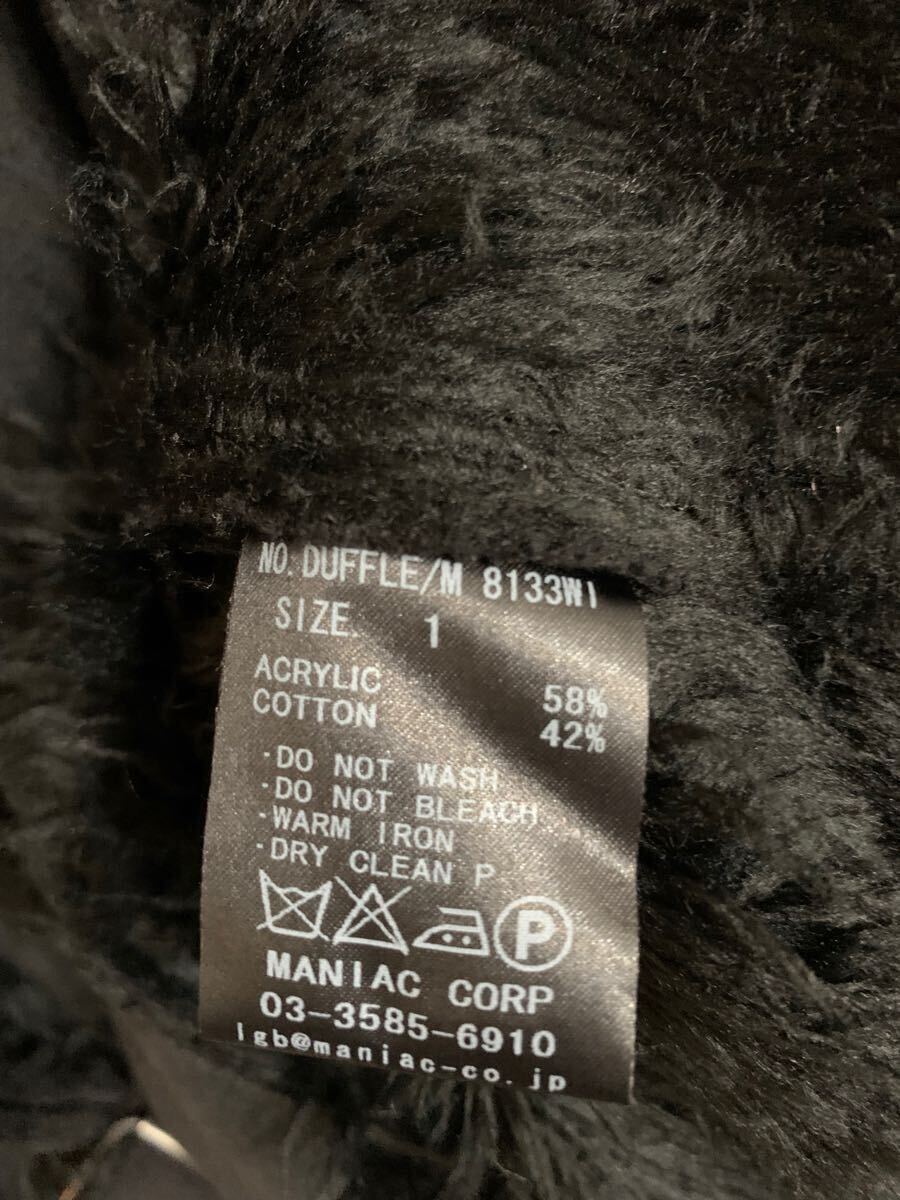 NO. DUFFLE/M 8133WI
SIZE. 1
ACRYLIC 58%
COTTON 42%
·DO NOT WASH
·DO NOT BLEACH
·WARM IRON
·DRY CLEAN P
P
MANIAC CORP
03-3585-6910
lgb@maniac-co.jp